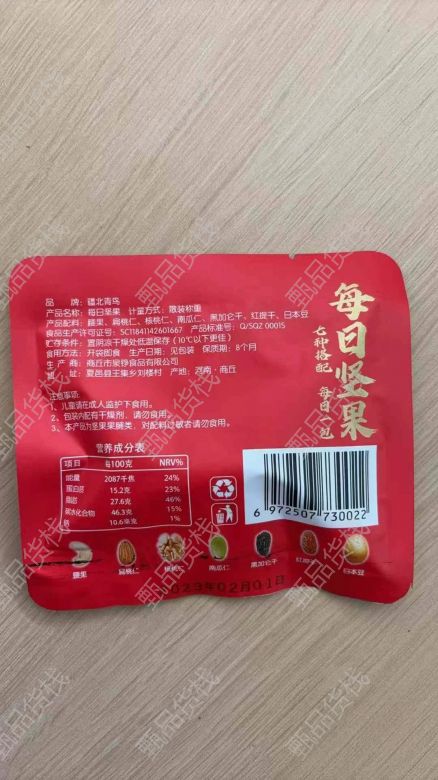 每日坚果
七种搭配 每日一包
品 牌：疆北青鸟
产品名称：每日坚果 计量方式：散装称重
产品配料：腰果、扁桃仁、核桃仁、南瓜仁、黑加仑干、红提干、日本豆
食品生产许可证号：SC11841142601667 产品标准号：Q/SQZ 0001S
贮存条件：置阴凉干燥处低温保存（10℃以下更佳）
食用方法：开袋即食 生产日期：见包装 保质期：8个月
生 产 商：商丘市泉铮食品有限公司
地 址：夏邑县王集乡刘楼村 产地：河南·商丘
注意事项：
1、儿童请在成人监护下食用。
2、包装内配有干燥剂，请勿食用。
3、本产品为坚果果脯类，对配料过敏者请勿食用。
营养成分表
项目 每100克 NRV%
能量 2087千焦 24%
蛋白质 15.2克 23%
脂肪 27.6克 46%
碳水化合物 46.3克 15%
钠 10.6毫克 1%
6 972507 730022
腰果 扁桃仁 核桃仁 南瓜仁 黑加仑干 红提干 日本豆
2023年02月01日
甄品货栈